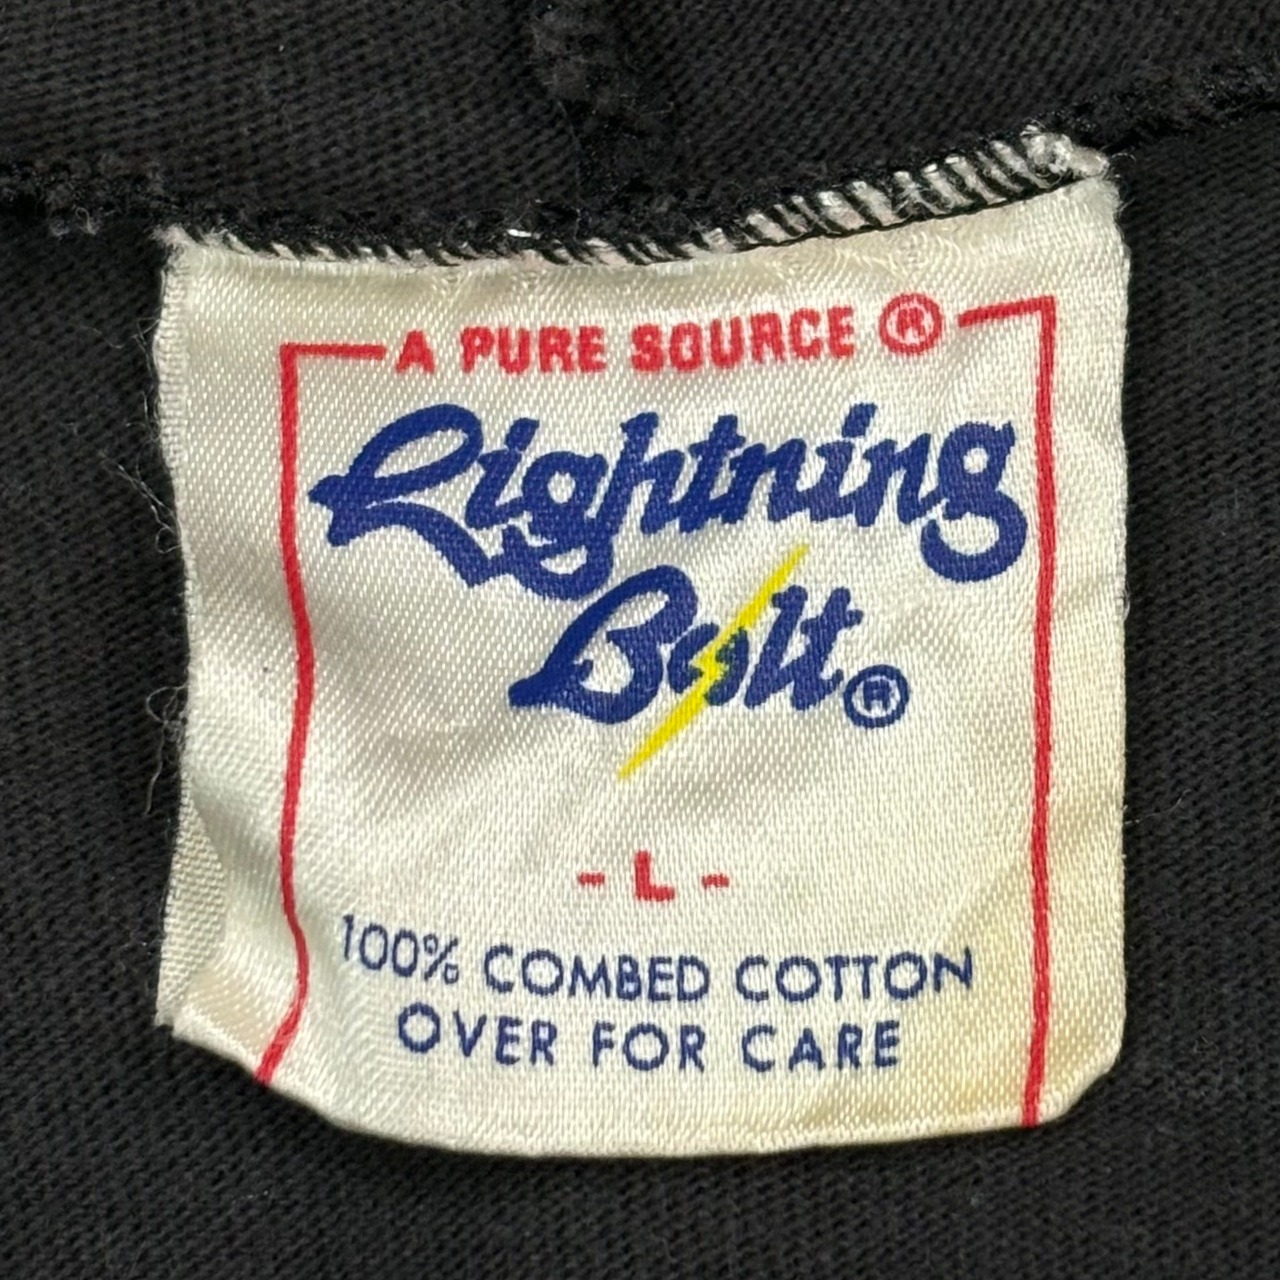 A PURE SOURCE ®
Lightning
Bolt ®
- L -
100% COMBED COTTON
OVER FOR CARE